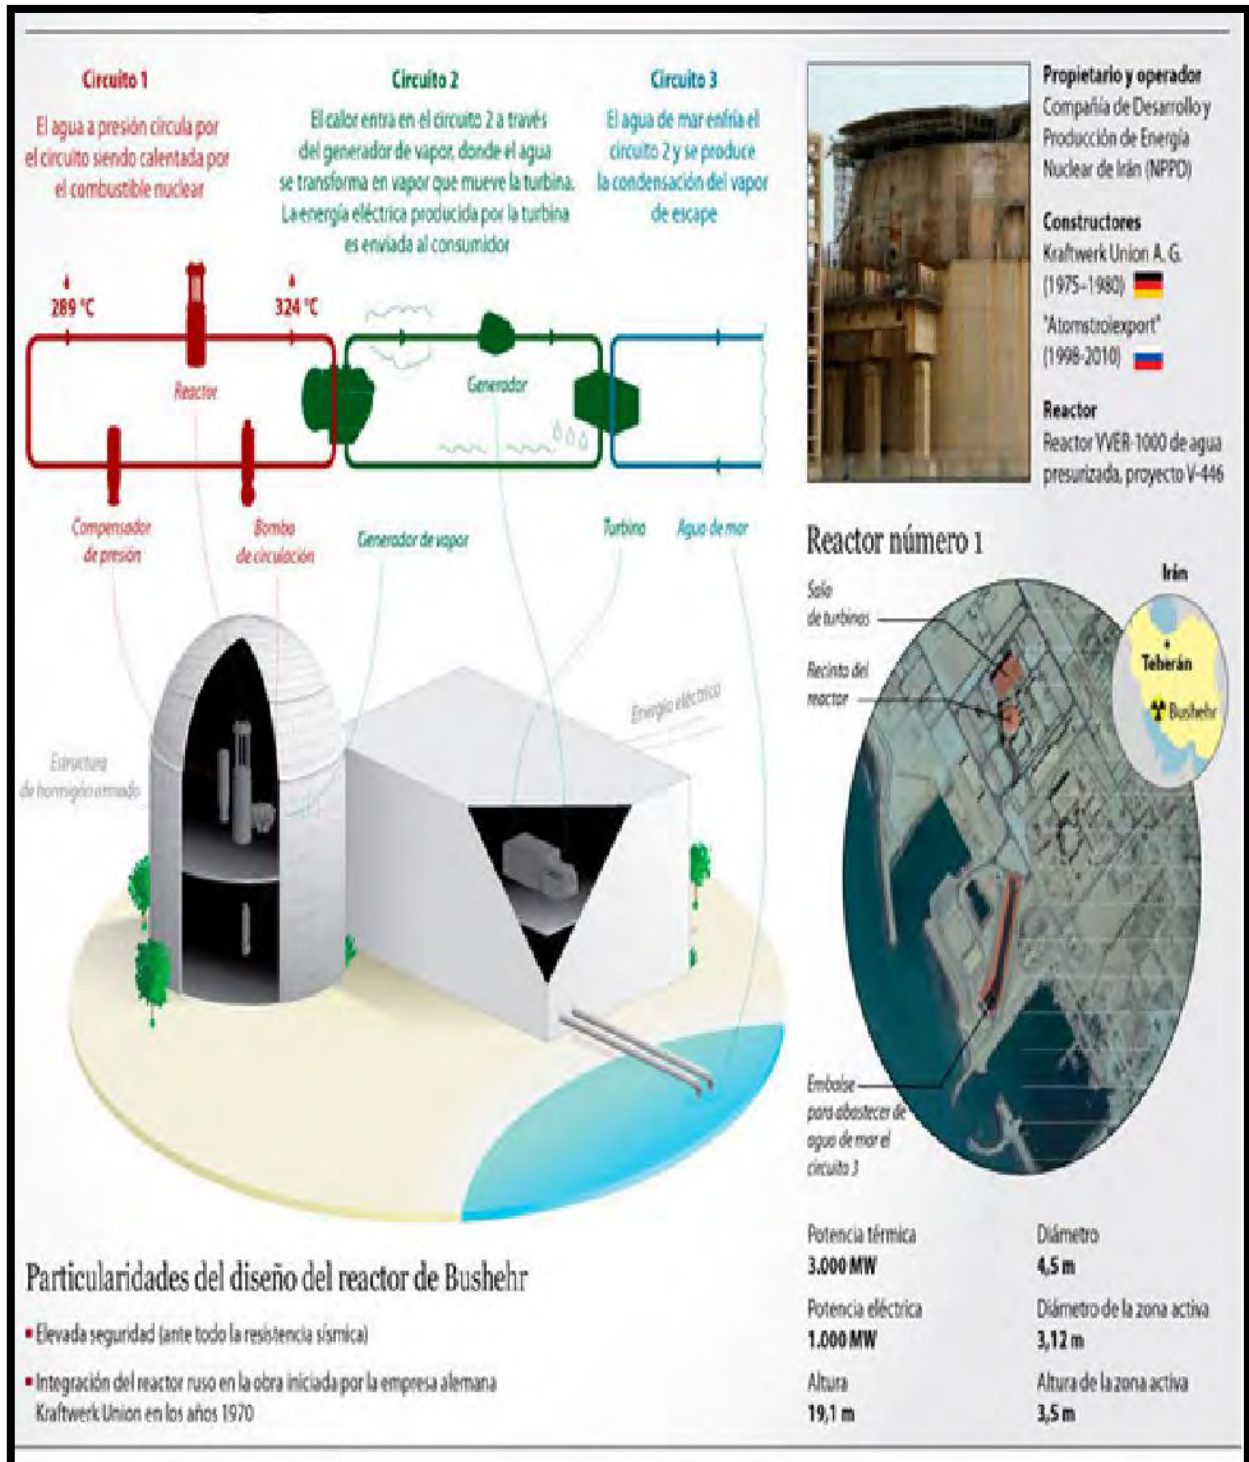 Circuito 1
El agua a presión circula por
el circuito siendo calentada por
el combustible nuclear
Circuito 2
El calor entra en el circuito 2 a través
del generador de vapor, donde el agua
se transforma en vapor que mueve la turbina.
La energía eléctrica producida por la turbina
es enviada al consumidor
Circuito 3
El agua de mar enfría el
circuito 2 y se produce
la condensación del vapor
de escape
289 °C
324 °C
Reactor
Generador
Compensador
de presión
Bomba
de circulación
Generador de vapor
Turbina
Agua de mar
Estructura
de hormigón armado
Energía eléctrica
Propietario y operador
Compañía de Desarrollo y
Producción de Energía
Nuclear de Irán (NPPD)
Constructores
Kraftwerk Union A. G.
(1975–1980)
"Atomstroiexport"
(1998-2010)
Reactor
Reactor VVER-1000 de agua
presurizada, proyecto V-446
Reactor número 1
Sala
de turbinas
Recinto del
reactor
Irán
Teherán
Bushehr
Embalse
para abastecer de
agua de mar el
circuito 3
Particularidades del diseño del reactor de Bushehr
Elevada seguridad (ante todo la resistencia sísmica)
Integración del reactor ruso en la obra iniciada por la empresa alemana
Kraftwerk Union en los años 1970
Potencia térmica
3.000 MW
Potencia eléctrica
1.000 MW
Altura
19,1 m
Diámetro
4,5 m
Diámetro de la zona activa
3,12 m
Altura de la zona activa
3,5 m